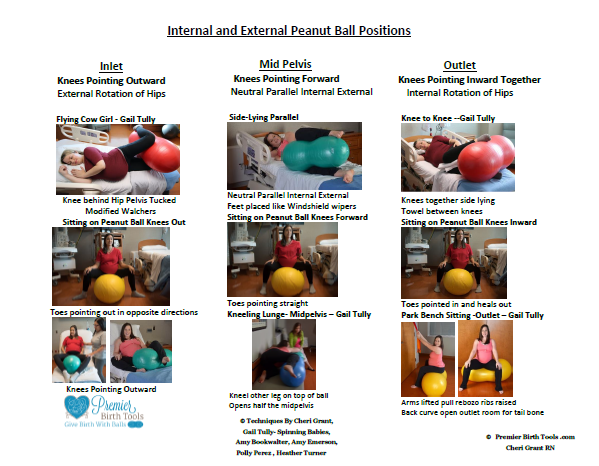 Internal and External Peanut Ball Positions
Inlet
Knees Pointing Outward
External Rotation of Hips
Flying Cow Girl - Gail Tully
Knee behind Hip Pelvis Tucked
Modified Walchers
Sitting on Peanut Ball Knees Out
Toes pointing out in opposite directions
Knees Pointing Outward
Premier
Birth Tools
Give Birth With Balls
Mid Pelvis
Knees Pointing Forward
Neutral Parallel Internal External
Side-Lying Parallel
Neutral Parallel Internal External
Feet placed like Windshield wipers
Sitting on Peanut Ball Knees Forward
Toes pointing straight
Kneeling Lunge- Midpelvis – Gail Tully
Kneel other leg on top of ball
Opens half the midpelvis
© Techniques By Cheri Grant,
Gail Tully- Spinning Babies,
Amy Bookwalter, Amy Emerson,
Polly Perez , Heather Turner
Outlet
Knees Pointing Inward Together
Internal Rotation of Hips
Knee to Knee --Gail Tully
Knees together side lying
Towel between knees
Sitting on Peanut Ball Knees Inward
Toes pointed in and heals out
Park Bench Sitting -Outlet – Gail Tully
Arms lifted pull rebozo ribs raised
Back curve open outlet room for tail bone
© Premier Birth Tools .com
Cheri Grant RN